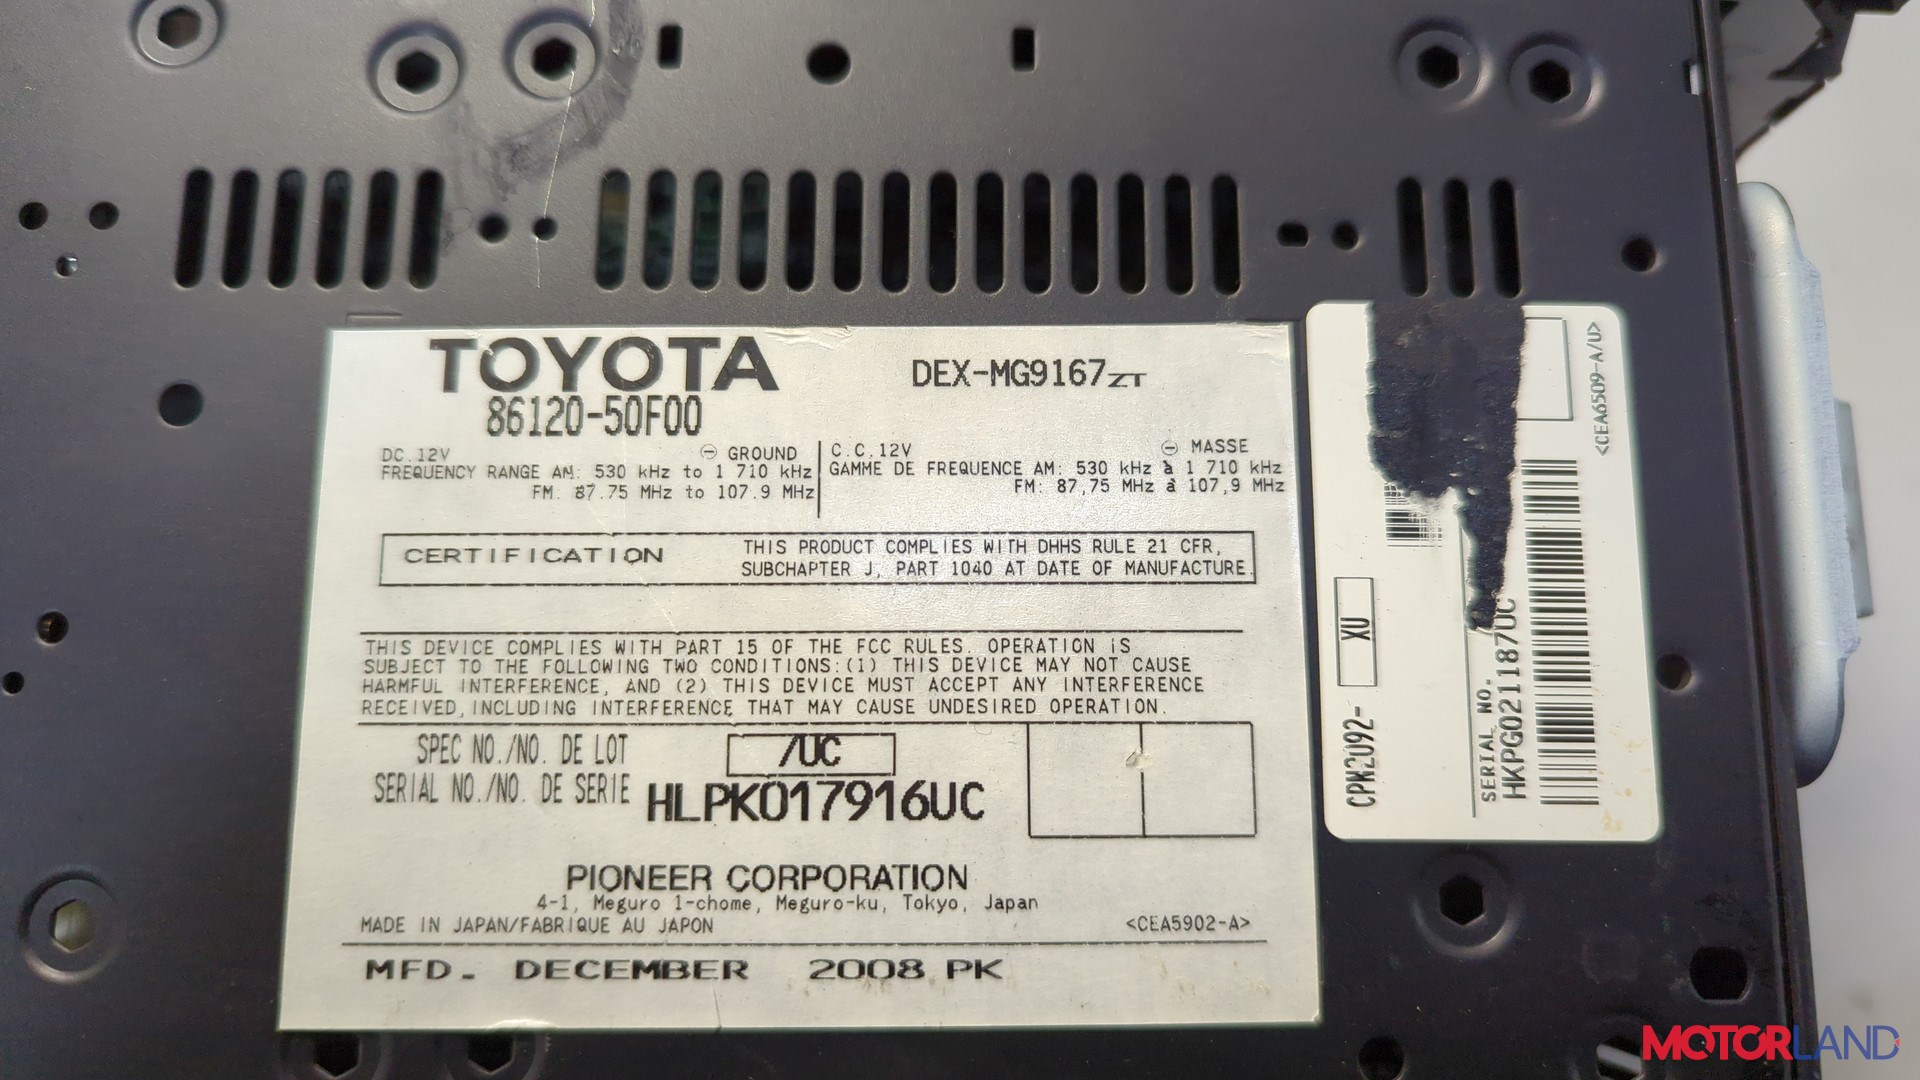 TOYOTA
86120-50F00
DEX-MG9167ZT
DC.12V ⊖ GROUND
FREQUENCY RANGE AM: 530 kHz to 1 710 kHz
FM: 87.75 MHz to 107.9 MHz
C.C.12V ⊖ MASSE
GAMME DE FREQUENCE AM: 530 kHz à 1 710 kHz
FM: 87,75 MHz à 107,9 MHz
CERTIFICATION
THIS PRODUCT COMPLIES WITH DHHS RULE 21 CFR,
SUBCHAPTER J, PART 1040 AT DATE OF MANUFACTURE.
THIS DEVICE COMPLIES WITH PART 15 OF THE FCC RULES. OPERATION IS
SUBJECT TO THE FOLLOWING TWO CONDITIONS:(1) THIS DEVICE MAY NOT CAUSE
HARMFUL INTERFERENCE, AND (2) THIS DEVICE MUST ACCEPT ANY INTERFERENCE
RECEIVED,INCLUDING INTERFERENCE THAT MAY CAUSE UNDESIRED OPERATION.
SPEC NO./NO. DE LOT /UC
SERIAL NO./NO. DE SERIE HLPK017916UC
PIONEER CORPORATION
4-1, Meguro 1-chome, Meguro-ku, Tokyo, Japan
MADE IN JAPAN/FABRIQUE AU JAPON <CEA5902-A>
MFD. DECEMBER 2008 PK
CPM2092- XU
SERIAL NO.
HKPG021187UC
<CEA6509-A/U>
MOTORLAND